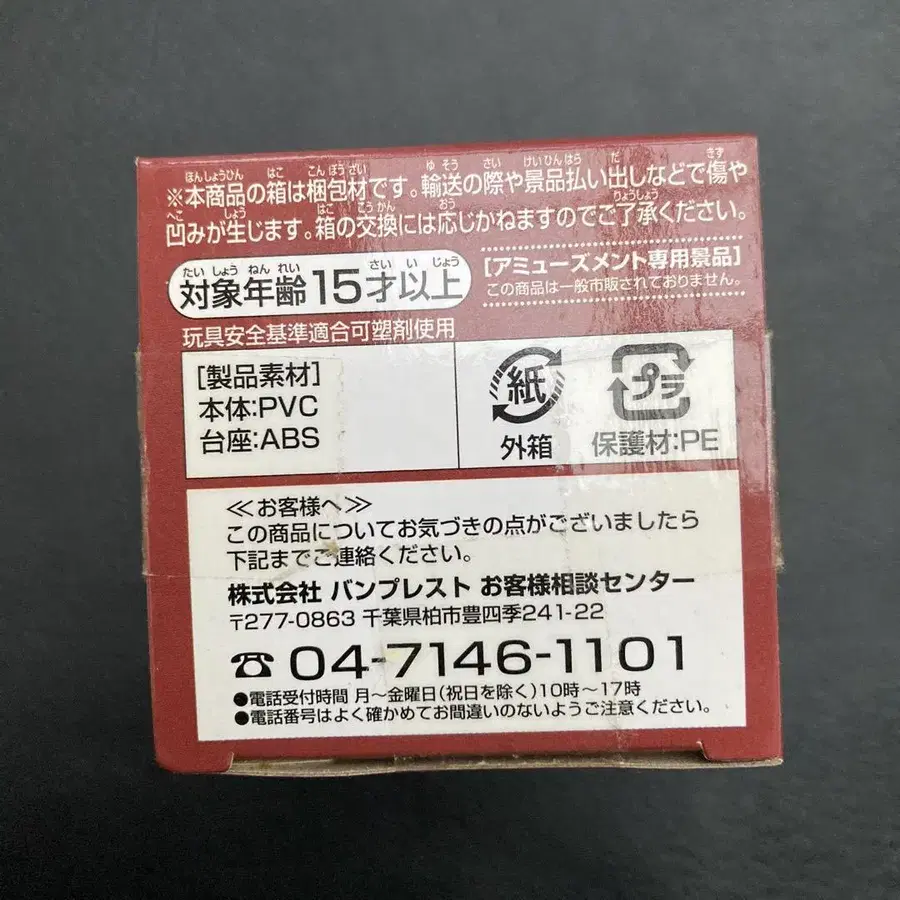 ※本商品の箱は梱包材です。輸送の際や景品払い出しなどで傷や
凹みが生じます。箱の交換には応じかねますのでご了承ください。
対象年齢15才以上
[アミューズメント専用景品]
この商品は一般市販されておりません。
玩具安全基準適合可塑剤使用
[製品素材]
本体:PVC
台座:ABS
紙
外箱
プラ
保護材:PE
≪お客様へ≫
この商品についてお気づきの点がございましたら
下記までご連絡ください。
株式会社 バンプレスト お客様相談センター
〒277-0863 千葉県柏市豊四季241-22
☎ 04-7146-1101
●電話受付時間 月～金曜日(祝日を除く)10時～17時
●電話番号はよく確かめてお間違いのないようご注意ください。